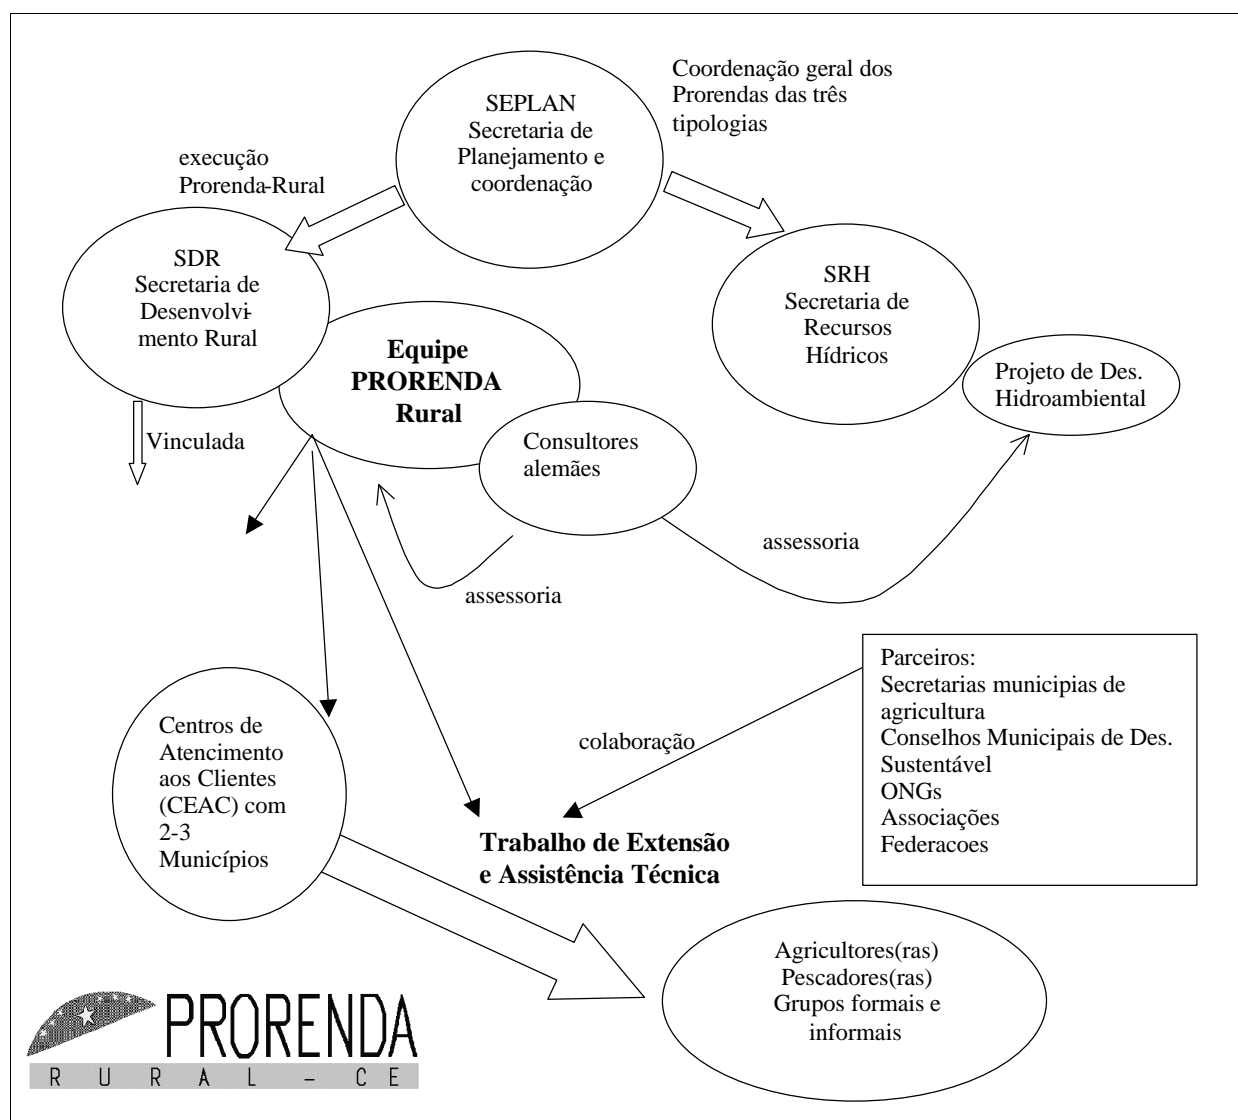 SEPLAN
Secretaria de
Planejamento e
coordenação
Coordenação geral dos
Prorendas das três
tipologias
execução
Prorenda-Rural
SDR
Secretaria de
Desenvolvi-
mento Rural
SRH
Secretaria de
Recursos
Hídricos
Projeto de Des.
Hidroambiental
Equipe
PRORENDA
Rural
Consultores
alemães
Vinculada
assessoria
assessoria
Parceiros:
Secretarias municipias de
agricultura
Conselhos Municipais de Des.
Sustentável
ONGs
Associações
Federacoes
colaboração
Centros de
Atencimento
aos Clientes
(CEAC) com
2-3
Municípios
Trabalho de Extensão
e Assistência Técnica
Agricultores(ras)
Pescadores(ras)
Grupos formais e
informais
PRORENDA
RURAL - CE